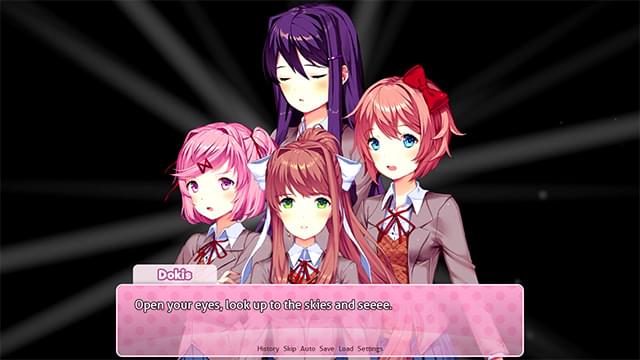 Dokis
Open your eyes, look up to the skies and seeee.
History Skip Auto Save Load Settings